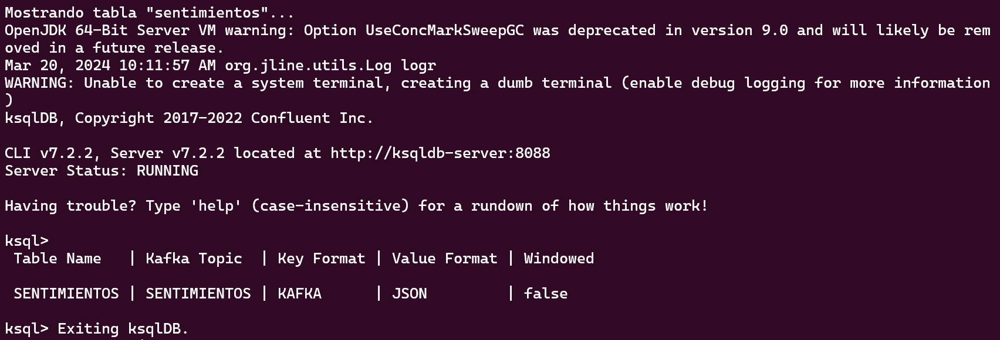 Mostrando tabla "sentimientos"...
OpenJDK 64-Bit Server VM warning: Option UseConcMarkSweepGC was deprecated in version 9.0 and will likely be rem
oved in a future release.
Mar 20, 2024 10:11:57 AM org.jline.utils.Log logr
WARNING: Unable to create a system terminal, creating a dumb terminal (enable debug logging for more information
)
ksqlDB, Copyright 2017-2022 Confluent Inc.
CLI v7.2.2, Server v7.2.2 located at http://ksqldb-server:8088
Server Status: RUNNING
Having trouble? Type 'help' (case-insensitive) for a rundown of how things work!
ksql>
Table Name | Kafka Topic | Key Format | Value Format | Windowed
SENTIMIENTOS | SENTIMIENTOS | KAFKA | JSON | false
ksql> Exiting ksqlDB.